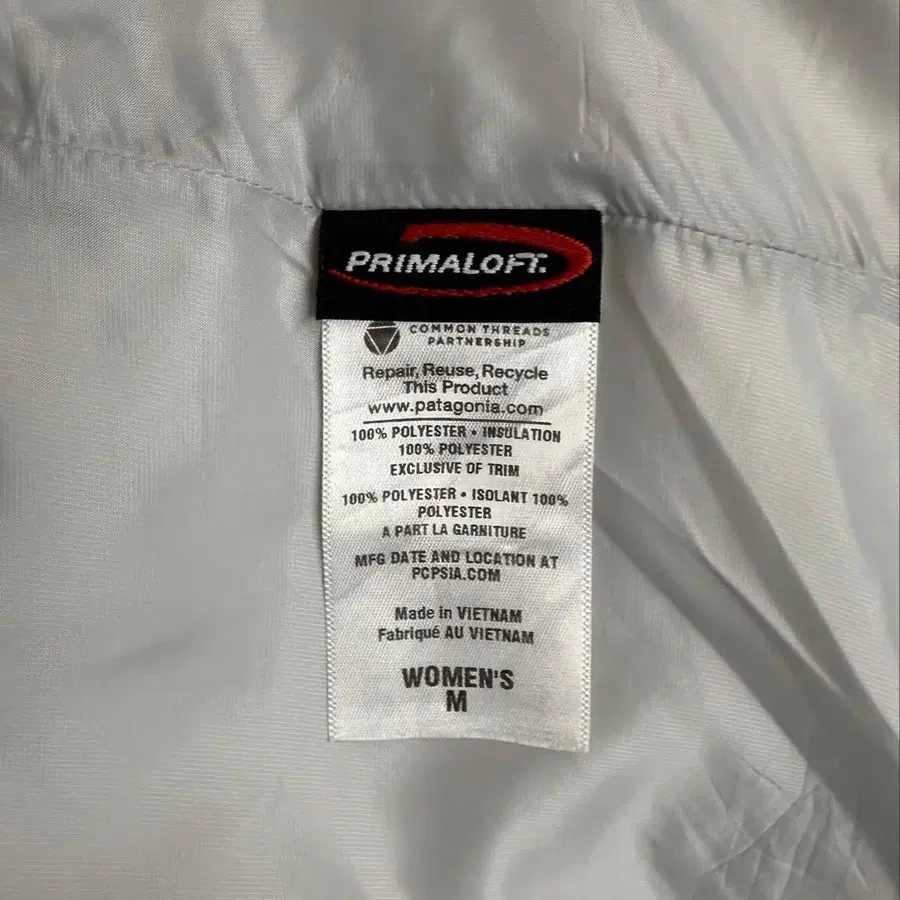 PRIMALOFT.
COMMON THREADS
PARTNERSHIP
Repair, Reuse, Recycle
This Product
www.patagonia.com
100% POLYESTER • INSULATION
100% POLYESTER
EXCLUSIVE OF TRIM
100% POLYESTER • ISOLANT 100%
POLYESTER
A PART LA GARNITURE
MFG DATE AND LOCATION AT
PCPSIA.COM
Made in VIETNAM
Fabriqué AU VIETNAM
WOMEN'S
M